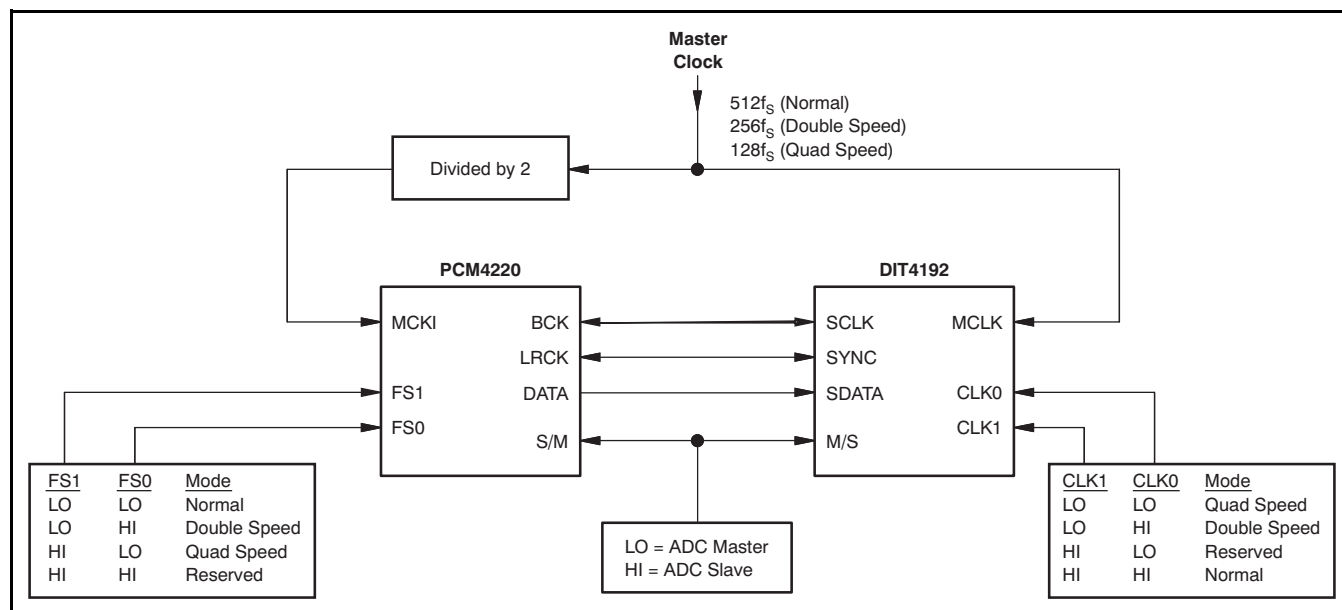 Master
Clock
512fS (Normal)
256fS (Double Speed)
128fS (Quad Speed)
Divided by 2
PCM4220
DIT4192
MCKI
BCK
SCLK
MCLK
LRCK
SYNC
FS1
DATA
SDATA
CLK0
FS0
S/M
M/S
CLK1
FS1 FS0 Mode
LO LO Normal
LO HI Double Speed
HI LO Quad Speed
HI HI Reserved
LO = ADC Master
HI = ADC Slave
CLK1 CLK0 Mode
LO LO Quad Speed
LO HI Double Speed
HI LO Reserved
HI HI Normal